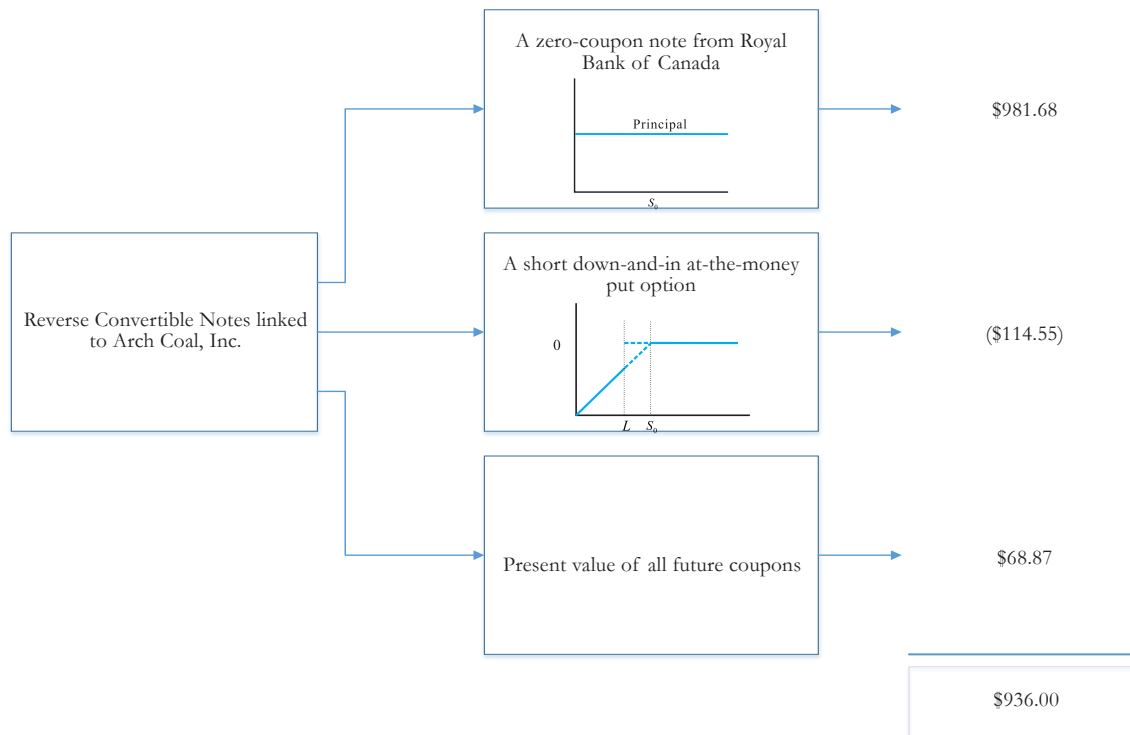 A zero-coupon note from Royal
Bank of Canada
Principal
S₀
$981.68
Reverse Convertible Notes linked
to Arch Coal, Inc.
A short down-and-in at-the-money
put option
0
L
S₀
($114.55)
Present value of all future coupons
$68.87
$936.00